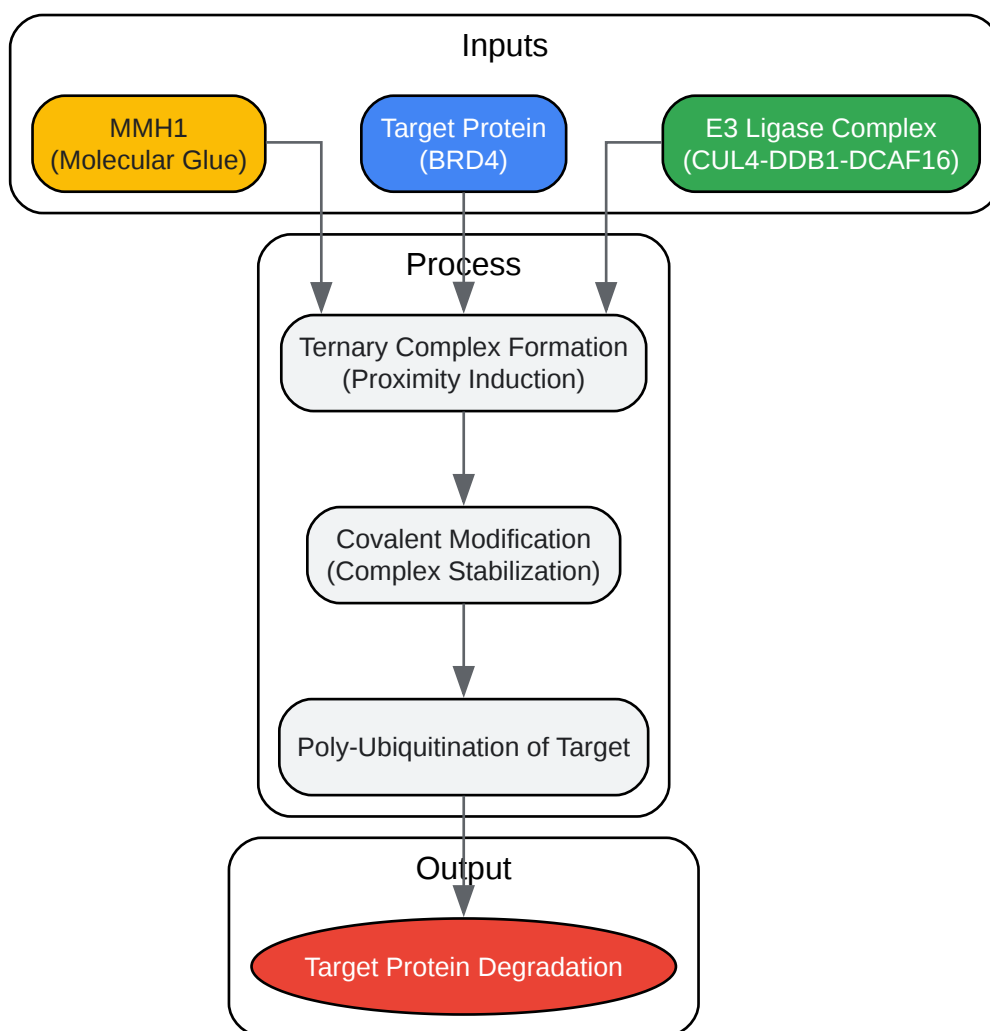 Inputs
MMH1
(Molecular Glue)
Target Protein
(BRD4)
E3 Ligase Complex
(CUL4-DDB1-DCAF16)
Process
Ternary Complex Formation
(Proximity Induction)
Covalent Modification
(Complex Stabilization)
Poly-Ubiquitination of Target
Output
Target Protein Degradation